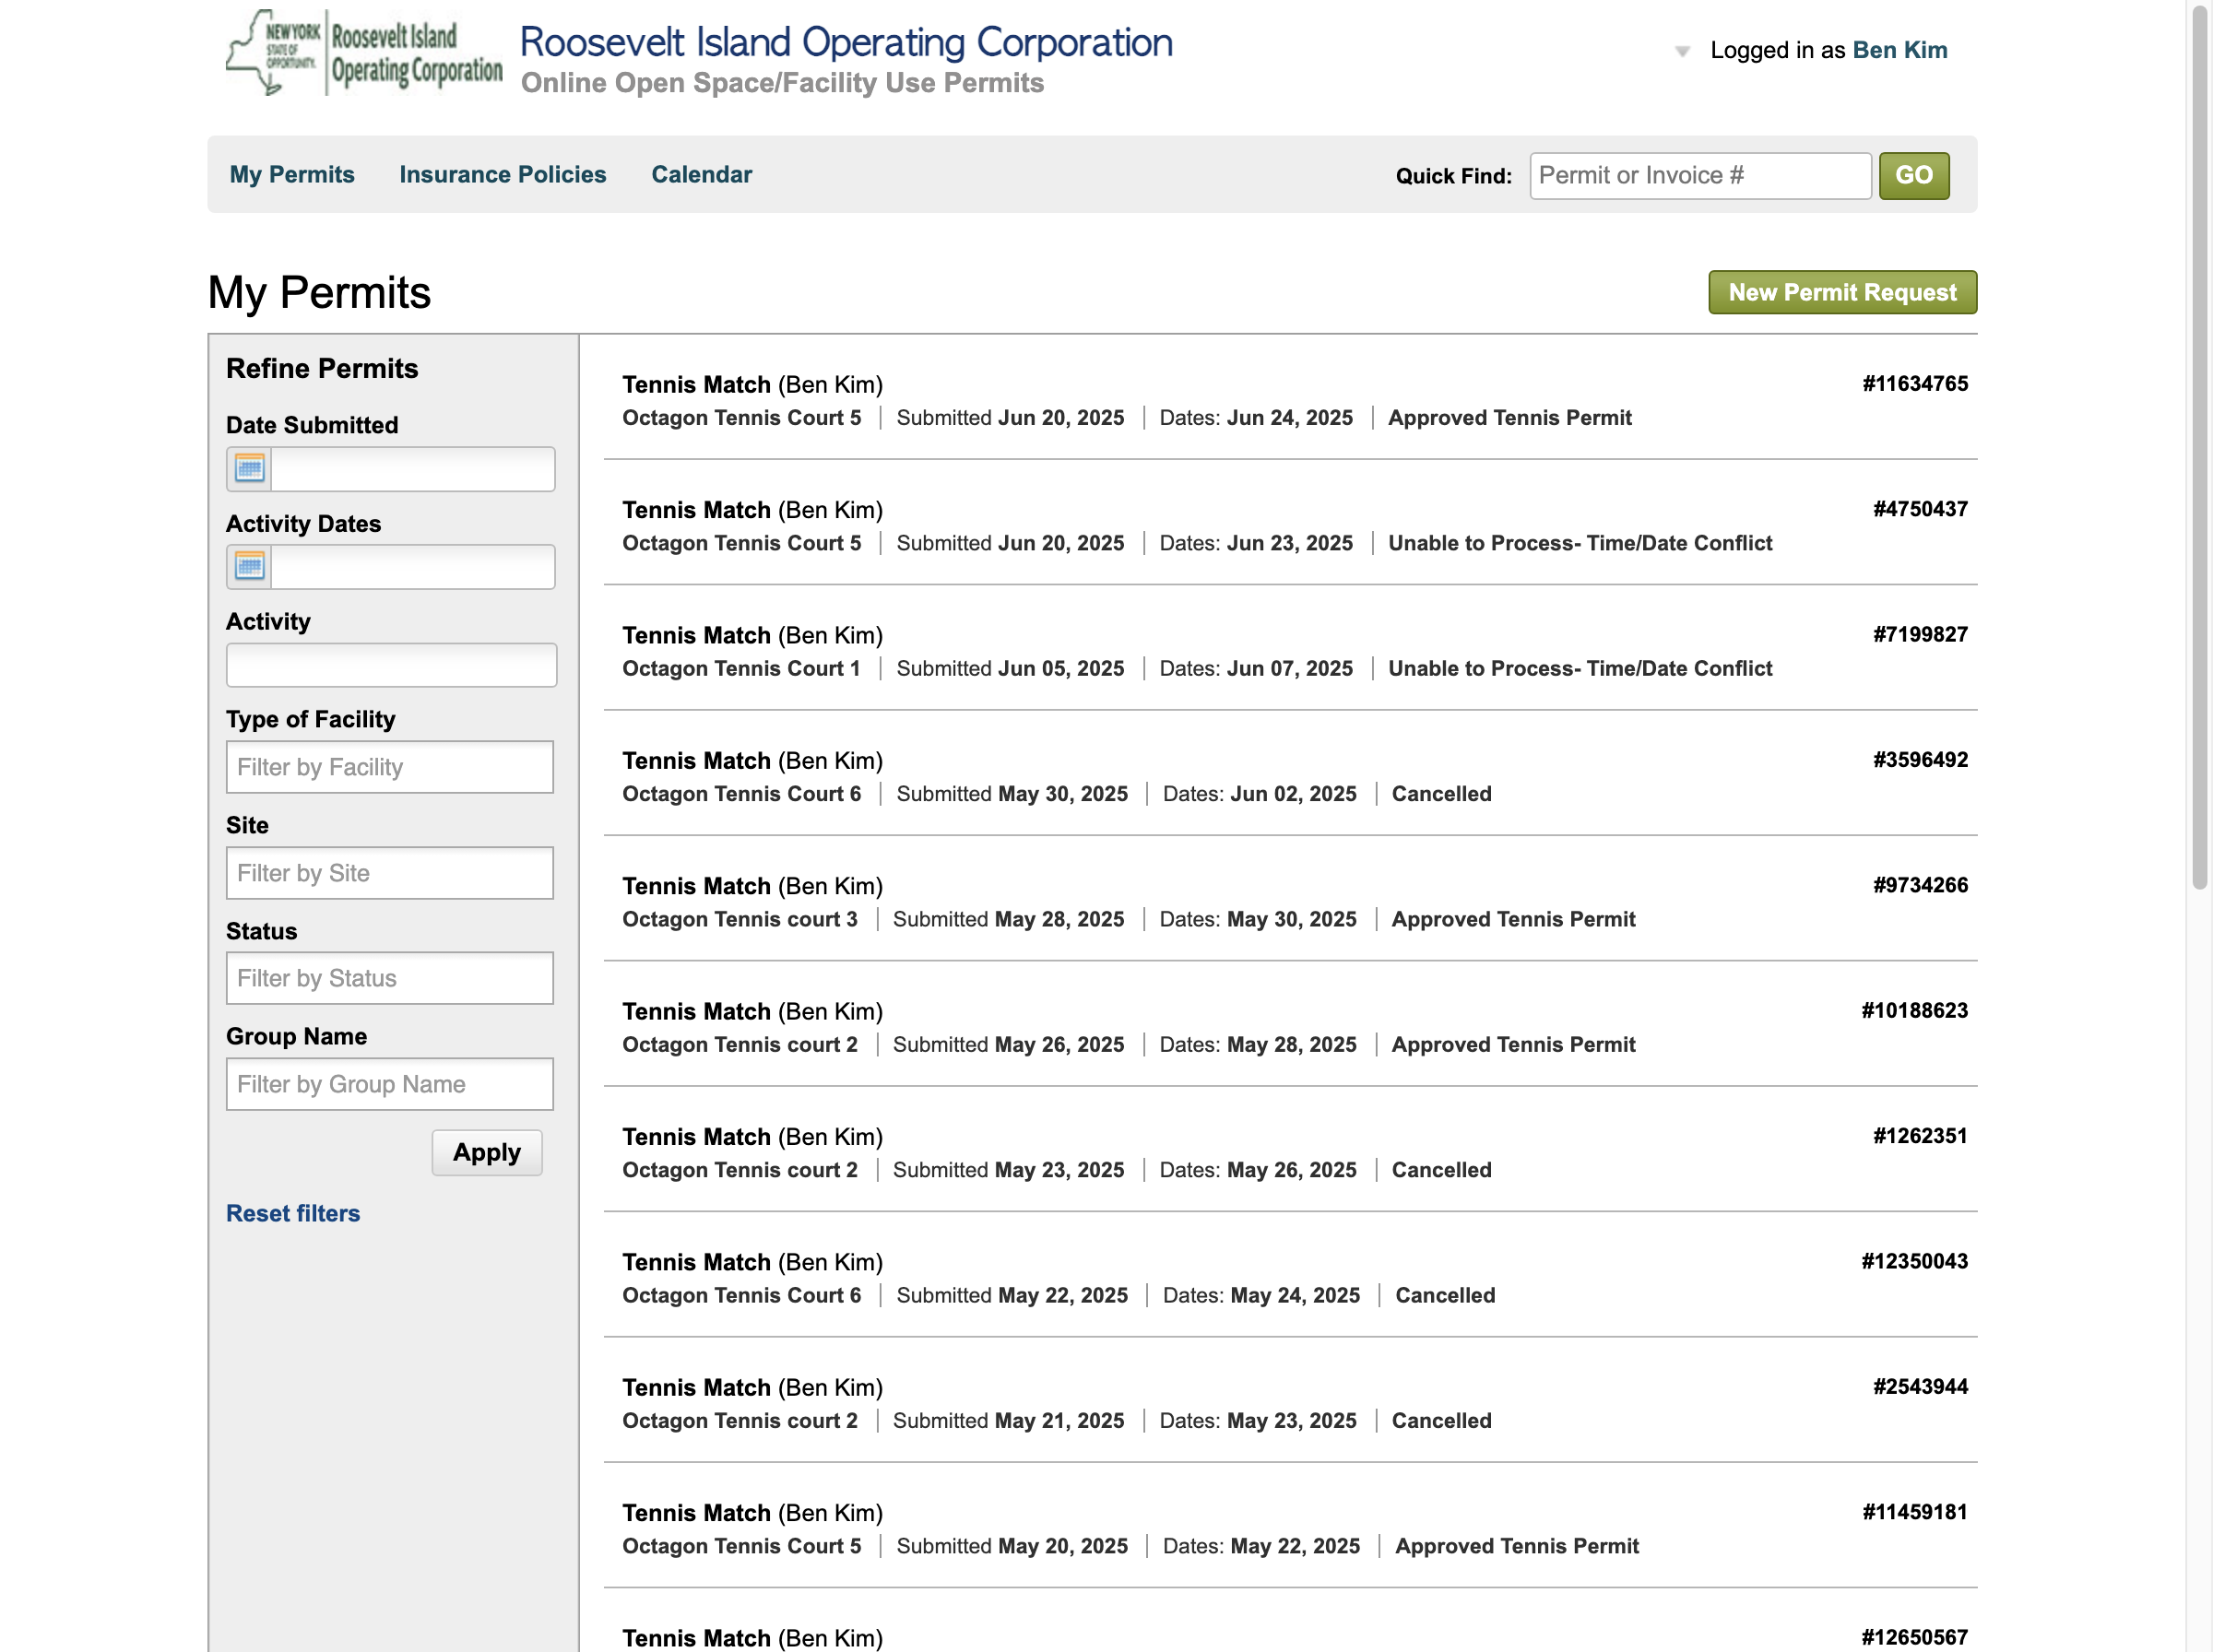 NEW YORK
STATE OF
OPPORTUNITY.
Roosevelt Island
Operating Corporation
Roosevelt Island Operating Corporation
Online Open Space/Facility Use Permits
Logged in as Ben Kim
My Permits
Insurance Policies
Calendar
Quick Find:
Permit or Invoice #
GO
My Permits
New Permit Request
Refine Permits
Date Submitted
Activity Dates
Activity
Type of Facility
Filter by Facility
Site
Filter by Site
Status
Filter by Status
Group Name
Filter by Group Name
Apply
Reset filters
Tennis Match (Ben Kim) #11634765
Octagon Tennis Court 5 Submitted Jun 20, 2025 Dates: Jun 24, 2025 Approved Tennis Permit
Tennis Match (Ben Kim) #4750437
Octagon Tennis Court 5 Submitted Jun 20, 2025 Dates: Jun 23, 2025 Unable to Process- Time/Date Conflict
Tennis Match (Ben Kim) #7199827
Octagon Tennis Court 1 Submitted Jun 05, 2025 Dates: Jun 07, 2025 Unable to Process- Time/Date Conflict
Tennis Match (Ben Kim) #3596492
Octagon Tennis Court 6 Submitted May 30, 2025 Dates: Jun 02, 2025 Cancelled
Tennis Match (Ben Kim) #9734266
Octagon Tennis court 3 Submitted May 28, 2025 Dates: May 30, 2025 Approved Tennis Permit
Tennis Match (Ben Kim) #10188623
Octagon Tennis court 2 Submitted May 26, 2025 Dates: May 28, 2025 Approved Tennis Permit
Tennis Match (Ben Kim) #1262351
Octagon Tennis court 2 Submitted May 23, 2025 Dates: May 26, 2025 Cancelled
Tennis Match (Ben Kim) #12350043
Octagon Tennis Court 6 Submitted May 22, 2025 Dates: May 24, 2025 Cancelled
Tennis Match (Ben Kim) #2543944
Octagon Tennis court 2 Submitted May 21, 2025 Dates: May 23, 2025 Cancelled
Tennis Match (Ben Kim) #11459181
Octagon Tennis Court 5 Submitted May 20, 2025 Dates: May 22, 2025 Approved Tennis Permit
Tennis Match (Ben Kim) #12650567